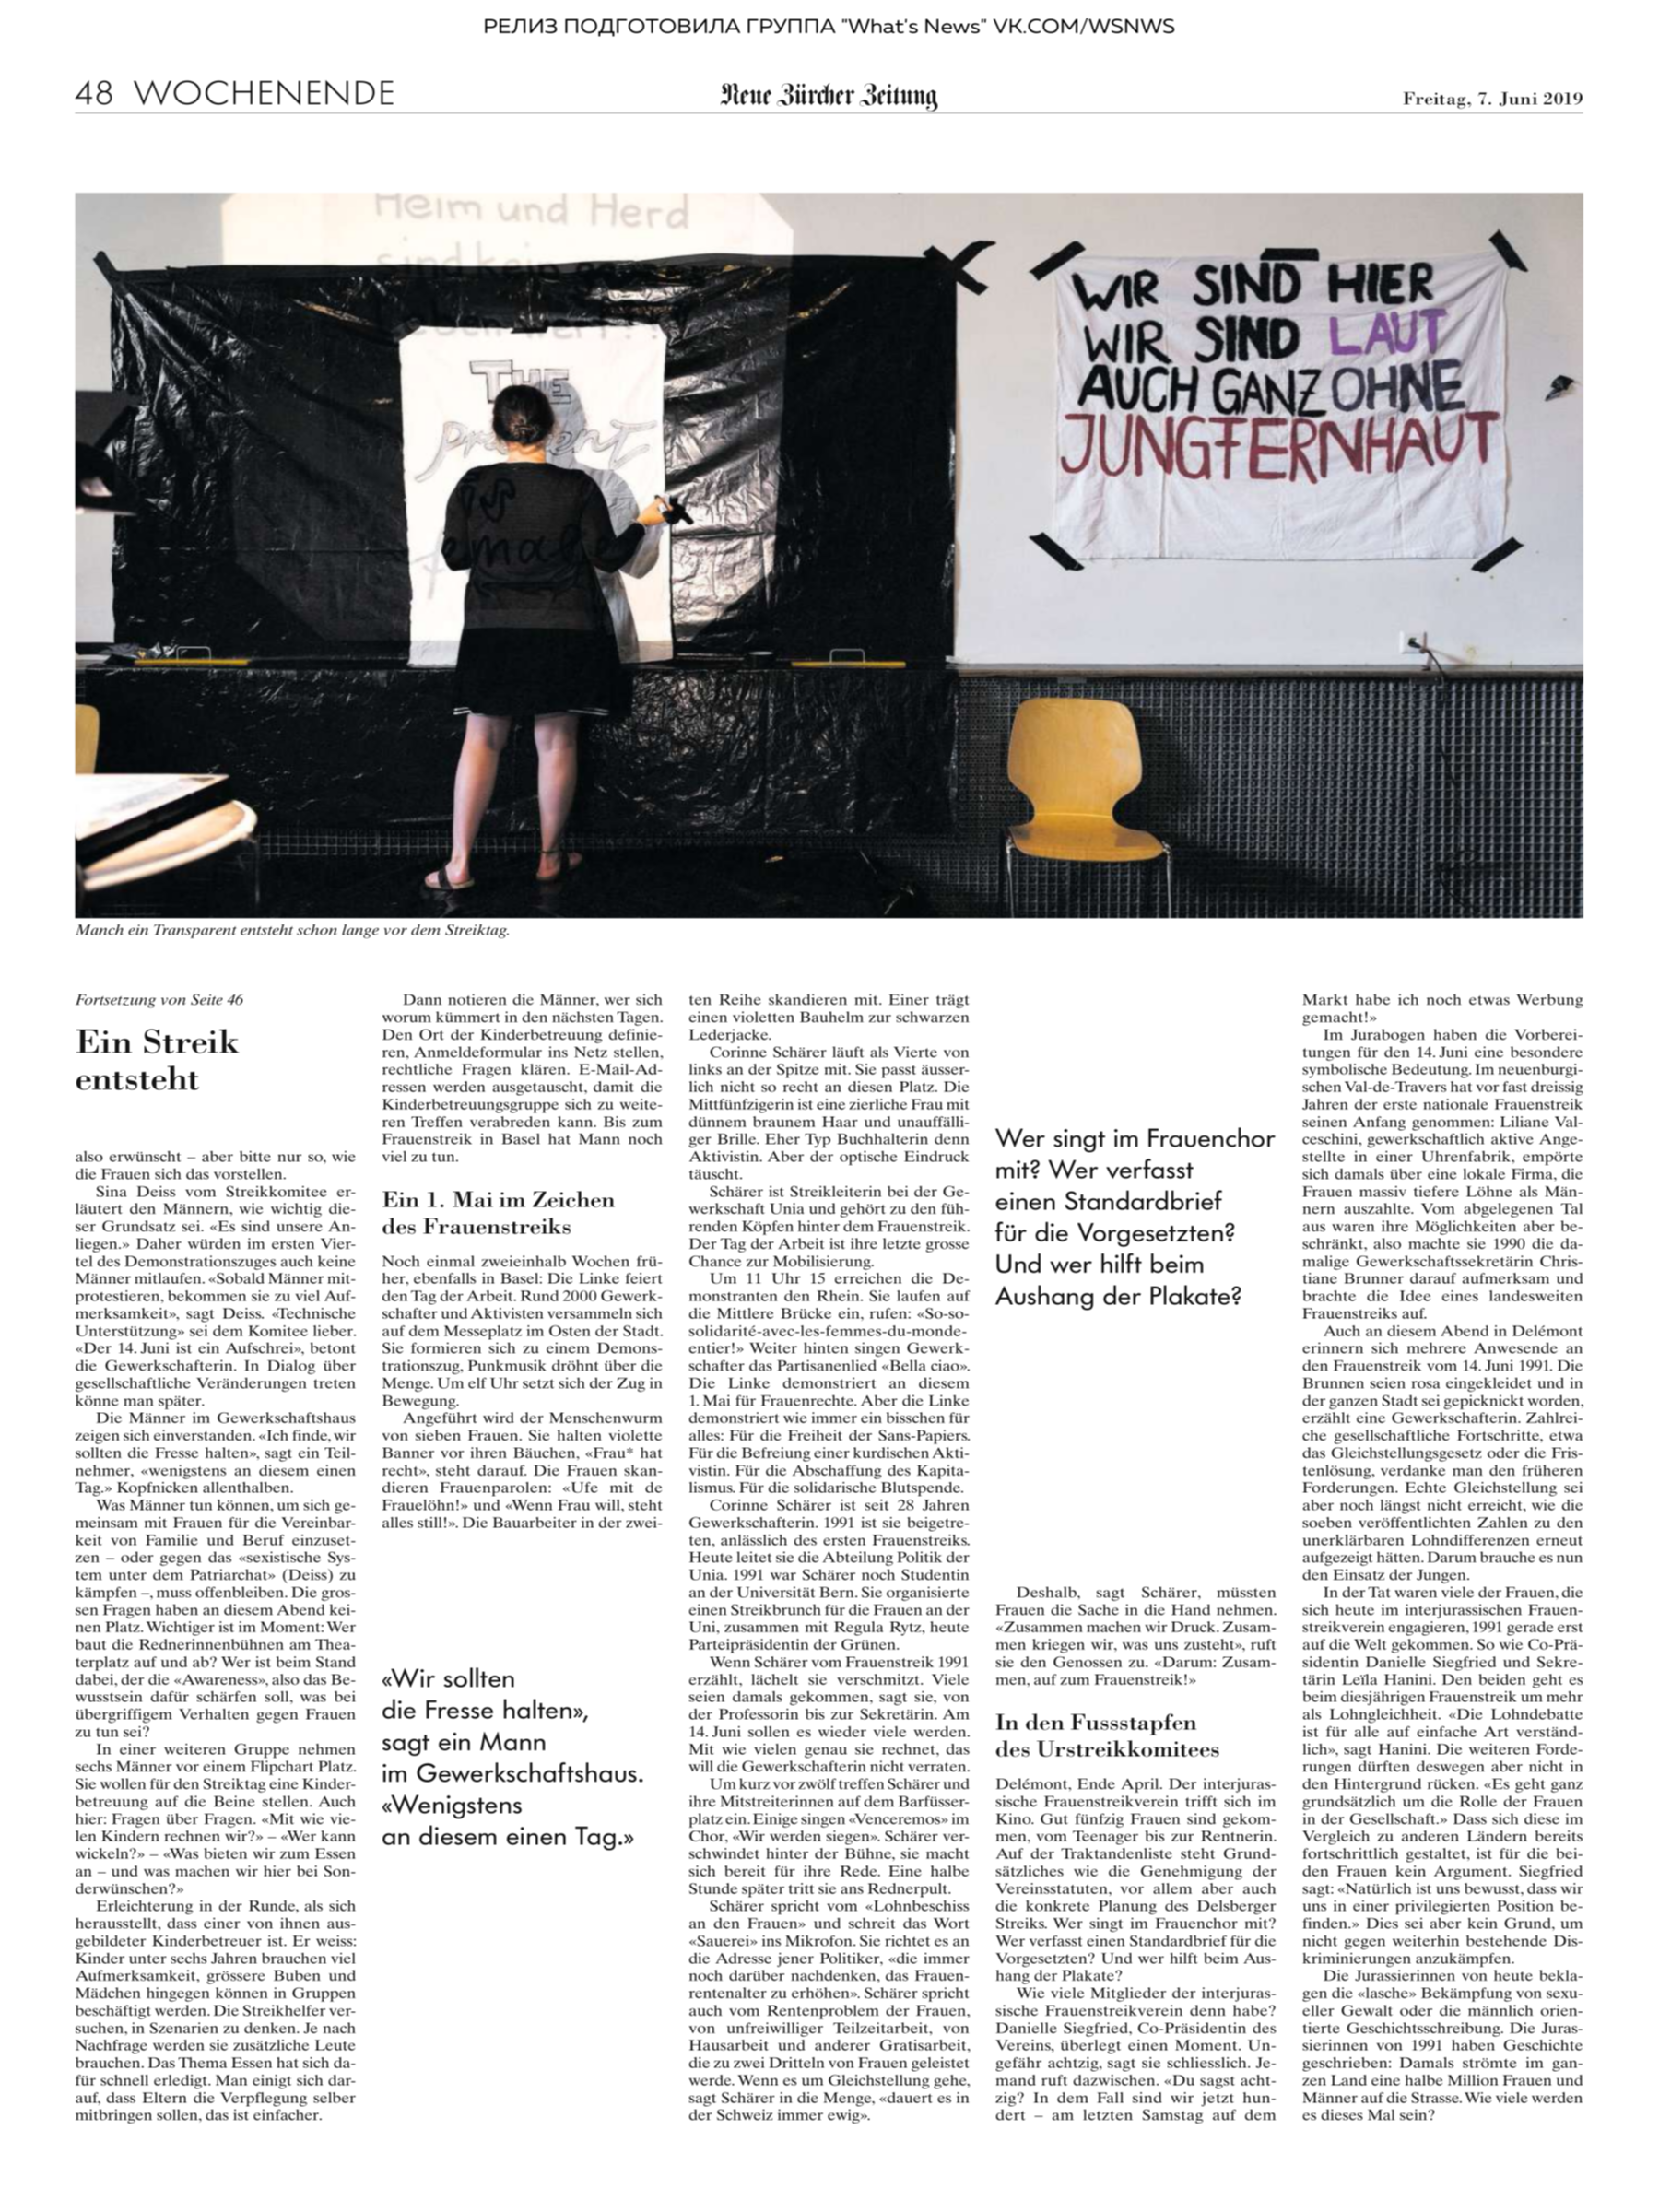 РЕЛИЗ ПОДГОТОВИЛА ГРУППА "What's News" VK.COM/WSNWS
48 WOCHENENDE
Neue Zürcher Zeitung
Freitag, 7. Juni 2019
Heim und Herd
sind kein
THE
is
female
WIR SIND HIER
WIR SIND LAUT
AUCH GANZ OHNE
JUNGFERNHAUT
Manch ein Transparent entsteht schon lange vor dem Streiktag.
Fortsetzung von Seite 46
Ein Streik
entsteht
also erwünscht – aber bitte nur so, wie
die Frauen sich das vorstellen.
Sina Deiss vom Streikkomitee er-
läutert den Männern, wie wichtig die-
ser Grundsatz sei. «Es sind unsere An-
liegen.» Daher würden im ersten Vier-
tel des Demonstrationszuges auch keine
Männer mitlaufen. «Sobald Männer mit-
protestieren, bekommen sie zu viel Auf-
merksamkeit», sagt Deiss. «Technische
Unterstützung» sei dem Komitee lieber.
«Der 14. Juni ist ein Aufschrei», betont
die Gewerkschafterin. In Dialog über
gesellschaftliche Veränderungen treten
könne man später.
Die Männer im Gewerkschaftshaus
zeigen sich einverstanden. «Ich finde, wir
sollten die Fresse halten», sagt ein Teil-
nehmer, «wenigstens an diesem einen
Tag.» Kopfnicken allenthalben.
Was Männer tun können, um sich ge-
meinsam mit Frauen für die Vereinbar-
keit von Familie und Beruf einzuset-
zen – oder gegen das «sexistische Sys-
tem unter dem Patriarchat» (Deiss) zu
kämpfen –, muss offenbleiben. Die gros-
sen Fragen haben an diesem Abend kei-
nen Platz. Wichtiger ist im Moment: Wer
baut die Rednerinnenbühnen am Thea-
terplatz auf und ab? Wer ist beim Stand
dabei, der die «Awareness», also das Be-
wusstsein dafür schärfen soll, was bei
übergriffigem Verhalten gegen Frauen
zu tun sei?
In einer weiteren Gruppe nehmen
sechs Männer vor einem Flipchart Platz.
Sie wollen für den Streiktag eine Kinder-
betreuung auf die Beine stellen. Auch
hier: Fragen über Fragen. «Mit wie vie-
len Kindern rechnen wir?» – «Wer kann
wickeln?» – «Was bieten wir zum Essen
an – und was machen wir hier bei Son-
derwünschen?»
Erleichterung in der Runde, als sich
herausstellt, dass einer von ihnen aus-
gebildeter Kinderbetreuer ist. Er weiss:
Kinder unter sechs Jahren brauchen viel
Aufmerksamkeit, grössere Buben und
Mädchen hingegen können in Gruppen
beschäftigt werden. Die Streikhelfer ver-
suchen, in Szenarien zu denken. Je nach
Nachfrage werden sie zusätzliche Leute
brauchen. Das Thema Essen hat sich da-
für schnell erledigt. Man einigt sich dar-
auf, dass Eltern die Verpflegung selber
mitbringen sollen, das ist einfacher.
Dann notieren die Männer, wer sich
worum kümmert in den nächsten Tagen.
Den Ort der Kinderbetreuung definie-
ren, Anmeldeformular ins Netz stellen,
rechtliche Fragen klären. E-Mail-Ad-
ressen werden ausgetauscht, damit die
Kinderbetreuungsgruppe sich zu weite-
ren Treffen verabreden kann. Bis zum
Frauenstreik in Basel hat Mann noch
viel zu tun.
Ein 1. Mai im Zeichen
des Frauenstreiks
Noch einmal zweieinhalb Wochen frü-
her, ebenfalls in Basel: Die Linke feiert
den Tag der Arbeit. Rund 2000 Gewerk-
schafter und Aktivisten versammeln sich
auf dem Messeplatz im Osten der Stadt.
Sie formieren sich zu einem Demons-
trationszug, Punkmusik dröhnt über die
Menge. Um elf Uhr setzt sich der Zug in
Bewegung.
Angeführt wird der Menschenwurm
von sieben Frauen. Sie halten violette
Banner vor ihren Bäuchen, «Frau* hat
recht», steht darauf. Die Frauen skan-
dieren Frauenparolen: «Ufe mit de
Frauelöhn!» und «Wenn Frau will, steht
alles still!». Die Bauarbeiter in der zwei-
«Wir sollten
die Fresse halten»,
sagt ein Mann
im Gewerkschaftshaus.
«Wenigstens
an diesem einen Tag.»
ten Reihe skandieren mit. Einer trägt
einen violetten Bauhelm zur schwarzen
Lederjacke.
Corinne Schärer läuft als Vierte von
links an der Spitze mit. Sie passt äusser-
lich nicht so recht an diesen Platz. Die
Mittfünfzigerin ist eine zierliche Frau mit
dünnem braunem Haar und unauffälli-
ger Brille. Eher Typ Buchhalterin denn
Aktivistin. Aber der optische Eindruck
täuscht.
Schärer ist Streikleiterin bei der Ge-
werkschaft Unia und gehört zu den füh-
renden Köpfen hinter dem Frauenstreik.
Der Tag der Arbeit ist ihre letzte grosse
Chance zur Mobilisierung.
Um 11 Uhr 15 erreichen die De-
monstranten den Rhein. Sie laufen auf
die Mittlere Brücke ein, rufen: «So-so-
solidarité-avec-les-femmes-du-monde-
entier!» Weiter hinten singen Gewerk-
schafter das Partisanenlied «Bella ciao».
Die Linke demonstriert an diesem
1. Mai für Frauenrechte. Aber die Linke
demonstriert wie immer ein bisschen für
alles: Für die Freiheit der Sans-Papiers.
Für die Befreiung einer kurdischen Akti-
vistin. Für die Abschaffung des Kapita-
lismus. Für die solidarische Blutspende.
Corinne Schärer ist seit 28 Jahren
Gewerkschafterin. 1991 ist sie beigetre-
ten, anlässlich des ersten Frauenstreiks.
Heute leitet sie die Abteilung Politik der
Unia. 1991 war Schärer noch Studentin
an der Universität Bern. Sie organisierte
einen Streikbrunch für die Frauen an der
Uni, zusammen mit Regula Rytz, heute
Parteipräsidentin der Grünen.
Wenn Schärer vom Frauenstreik 1991
erzählt, lächelt sie verschmitzt. Viele
seien damals gekommen, sagt sie, von
der Professorin bis zur Sekretärin. Am
14. Juni sollen es wieder viele werden.
Mit wie vielen genau sie rechnet, das
will die Gewerkschafterin nicht verraten.
Um kurz vor zwölf treffen Schärer und
ihre Mitstreiterinnen auf dem Barfüsser-
platz ein. Einige singen «Venceremos» im
Chor, «Wir werden siegen». Schärer ver-
schwindet hinter der Bühne, sie macht
sich bereit für ihre Rede. Eine halbe
Stunde später tritt sie ans Rednerpult.
Schärer spricht vom «Lohnbeschiss
an den Frauen» und schreit das Wort
«Sauerei» ins Mikrofon. Sie richtet es an
die Adresse jener Politiker, «die immer
noch darüber nachdenken, das Frauen-
rentenalter zu erhöhen». Schärer spricht
auch vom Rentenproblem der Frauen,
von unfreiwilliger Teilzeitarbeit, von
Hausarbeit und anderer Gratisarbeit,
die zu zwei Dritteln von Frauen geleistet
werde. Wenn es um Gleichstellung gehe,
sagt Schärer in die Menge, «dauert es in
der Schweiz immer ewig».
Wer singt im Frauenchor
mit? Wer verfasst
einen Standardbrief
für die Vorgesetzten?
Und wer hilft beim
Aushang der Plakate?
Deshalb, sagt Schärer, müssten
Frauen die Sache in die Hand nehmen.
«Zusammen machen wir Druck. Zusam-
men kriegen wir, was uns zusteht», ruft
sie den Genossen zu. «Darum: Zusam-
men, auf zum Frauenstreik!»
In den Fussstapfen
des Urstreikkomitees
Delémont, Ende April. Der interjuras-
sische Frauenstreikverein trifft sich im
Kino. Gut fünfzig Frauen sind gekom-
men, vom Teenager bis zur Rentnerin.
Auf der Traktandenliste steht Grund-
sätzliches wie die Genehmigung der
Vereinsstatuten, vor allem aber auch
die konkrete Planung des Delsberger
Streiks. Wer singt im Frauenchor mit?
Wer verfasst einen Standardbrief für die
Vorgesetzten? Und wer hilft beim Aus-
hang der Plakate?
Wie viele Mitglieder der interjuras-
sische Frauenstreikverein denn habe?
Danielle Siegfried, Co-Präsidentin des
Vereins, überlegt einen Moment. Un-
gefähr achtzig, sagt sie schliesslich. Je-
mand ruft dazwischen. «Du sagst acht-
zig? In dem Fall sind wir jetzt hun-
dert – am letzten Samstag auf dem
Markt habe ich noch etwas Werbung
gemacht!»
Im Jurabogen haben die Vorberei-
tungen für den 14. Juni eine besondere
symbolische Bedeutung. Im neuenburgi-
schen Val-de-Travers hat vor fast dreissig
Jahren der erste nationale Frauenstreik
seinen Anfang genommen: Liliane Val-
ceschini, gewerkschaftlich aktive Ange-
stellte in einer Uhrenfabrik, empörte
sich damals über eine lokale Firma, die
Frauen massiv tiefere Löhne als Män-
nern auszahlte. Vom abgelegenen Tal
aus waren ihre Möglichkeiten aber be-
schränkt, also machte sie 1990 die da-
malige Gewerkschaftssekretärin Chris-
tiane Brunner darauf aufmerksam und
brachte die Idee eines landesweiten
Frauenstreiks auf.
Auch an diesem Abend in Delémont
erinnern sich mehrere Anwesende an
den Frauenstreik vom 14. Juni 1991. Die
Brunnen seien rosa eingekleidet und in
der ganzen Stadt sei gepicknickt worden,
erzählt eine Gewerkschafterin. Zahlrei-
che gesellschaftliche Fortschritte, etwa
das Gleichstellungsgesetz oder die Fris-
tenlösung, verdanke man den früheren
Forderungen. Echte Gleichstellung sei
aber noch längst nicht erreicht, wie die
soeben veröffentlichten Zahlen zu den
unerklärbaren Lohndifferenzen erneut
aufgezeigt hätten. Darum brauche es nun
den Einsatz der Jungen.
In der Tat waren viele der Frauen, die
sich heute im interjurassischen Frauen-
streikverein engagieren, 1991 gerade erst
auf die Welt gekommen. So wie Co-Prä-
sidentin Danielle Siegfried und Sekre-
tärin Leïla Hanini. Den beiden geht es
beim diesjährigen Frauenstreik um mehr
als Lohngleichheit. «Die Lohndebatte
ist für alle auf einfache Art verständ-
lich», sagt Hanini. Die weiteren Forde-
rungen dürften deswegen aber nicht in
den Hintergrund rücken. «Es geht ganz
grundsätzlich um die Rolle der Frauen
in der Gesellschaft.» Dass sich diese im
Vergleich zu anderen Ländern bereits
fortschrittlich gestaltet, ist für die bei-
den Frauen kein Argument. Siegfried
sagt: «Natürlich ist uns bewusst, dass wir
uns in einer privilegierten Position be-
finden.» Dies sei aber kein Grund, um
nicht gegen weiterhin bestehende Dis-
kriminierungen anzukämpfen.
Die Jurassierinnen von heute bekla-
gen die «lasche» Bekämpfung von sexu-
eller Gewalt oder die männlich orien-
tierte Geschichtsschreibung. Die Juras-
sierinnen von 1991 haben Geschichte
geschrieben: Damals strömte im gan-
zen Land eine halbe Million Frauen und
Männer auf die Strasse. Wie viele werden
es dieses Mal sein?